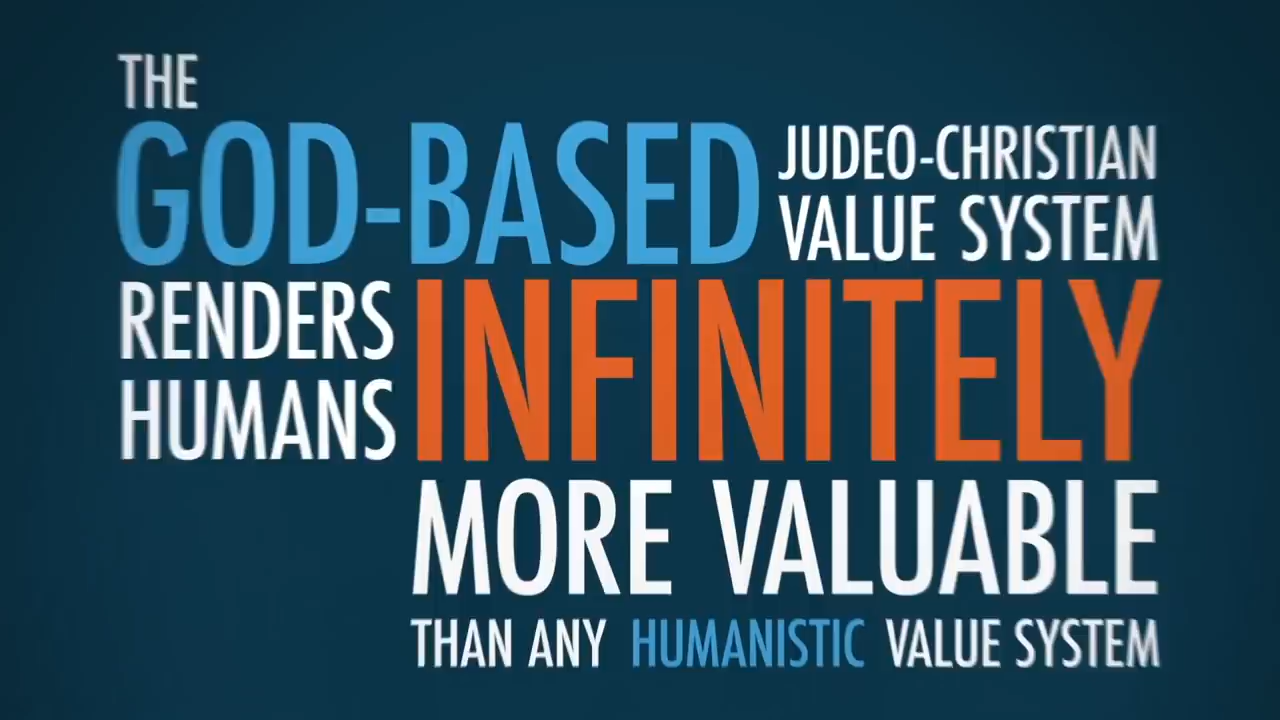 THE
GOD-BASED JUDEO-CHRISTIAN
VALUE SYSTEM
RENDERS
HUMANS INFINITELY
MORE VALUABLE
THAN ANY HUMANISTIC VALUE SYSTEM